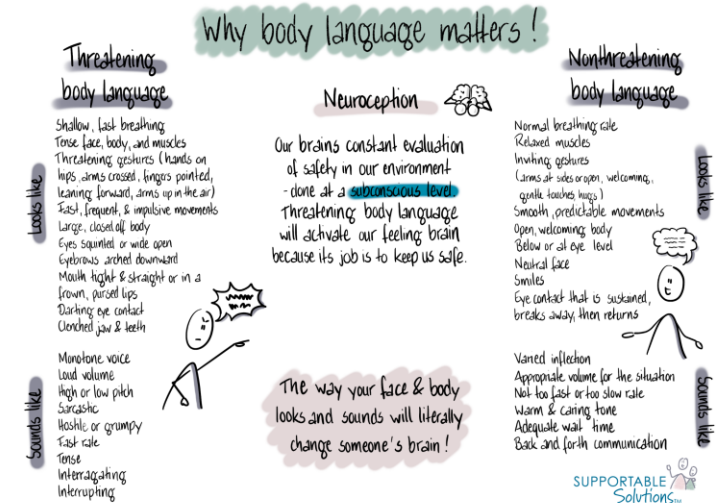 Why body language matters!
Threatening
body language
Looks like
Shallow, fast breathing
Tense face, body, and muscles
Threatening gestures (hands on
hips, arms crossed, fingers pointed,
leaning forward, arms up in the air)
Fast, frequent, & impulsive movements
Large, closed off body
Eyes squinted or wide open
Eyebrows arched downward
Mouth tight & straight or in a
frown, pursed lips
Darting eye contact
Clenched jaw & teeth
Sounds like
Monotone voice
Loud volume
High or low pitch
Sarcastic
Hostile or grumpy
Fast rate
Tense
Interragating
Interrupting
Neuroception
Our brains constant evaluation
of safety in our environment
- done at a subconscious level.
Threatening body language
will activate our feeling brain
because its job is to keep us safe.
The way your face & body
looks and sounds will literally
change someone's brain!
Nonthreatening
body language
Looks like
Normal breathing rate
Relaxed muscles
Inviting gestures
(arms at sides or open, welcoming,
gentle touches, hugs)
Smooth, predictable movements
Open, welcoming body
Below or at eye level
Neutral face
Smiles
Eye contact that is sustained,
breaks away, then returns
Sounds like
Varied inflection
Appropriate volume for the situation
Not too fast or too slow rate
Warm & caring tone
Adequate wait time
Back and forth communication
SUPPORTABLE
Solutions